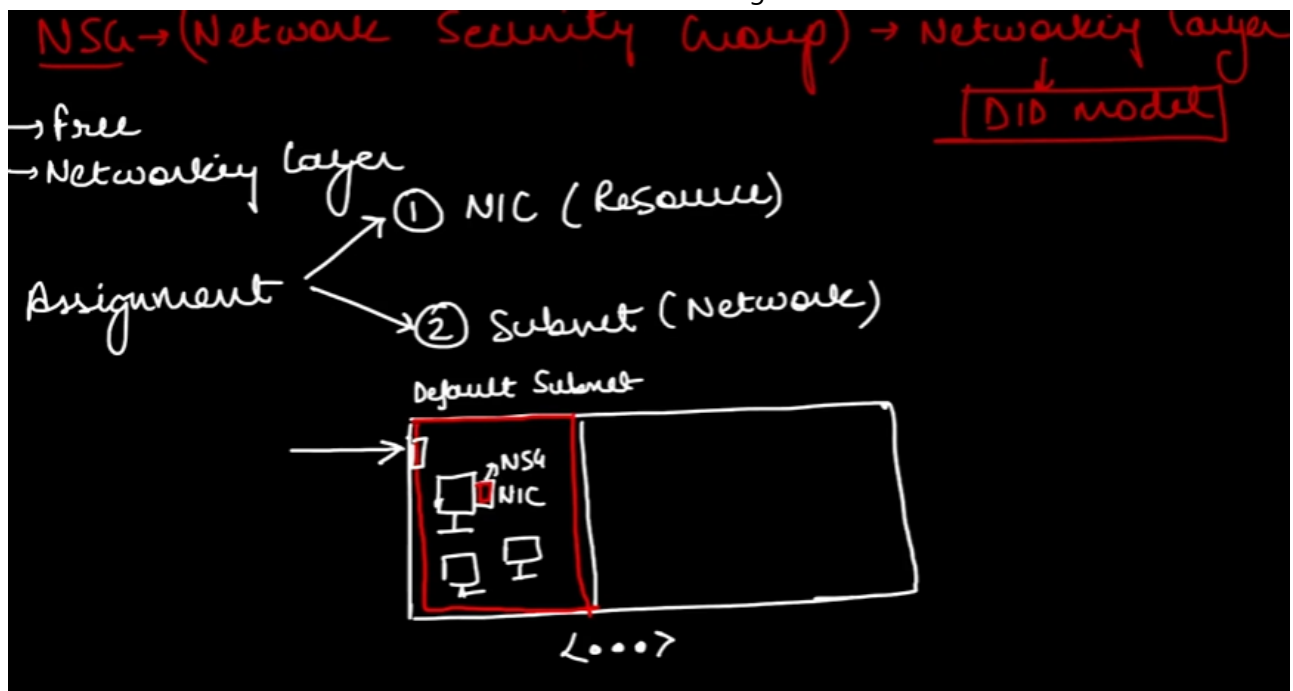 NSG → (Network Security Group) → Networking layer
↓
DID model
→ free
→ Networking layer
Assignment
① NIC (Resource)
② Subnet (Network)
Default Subnet
NSG
NIC
<•••>